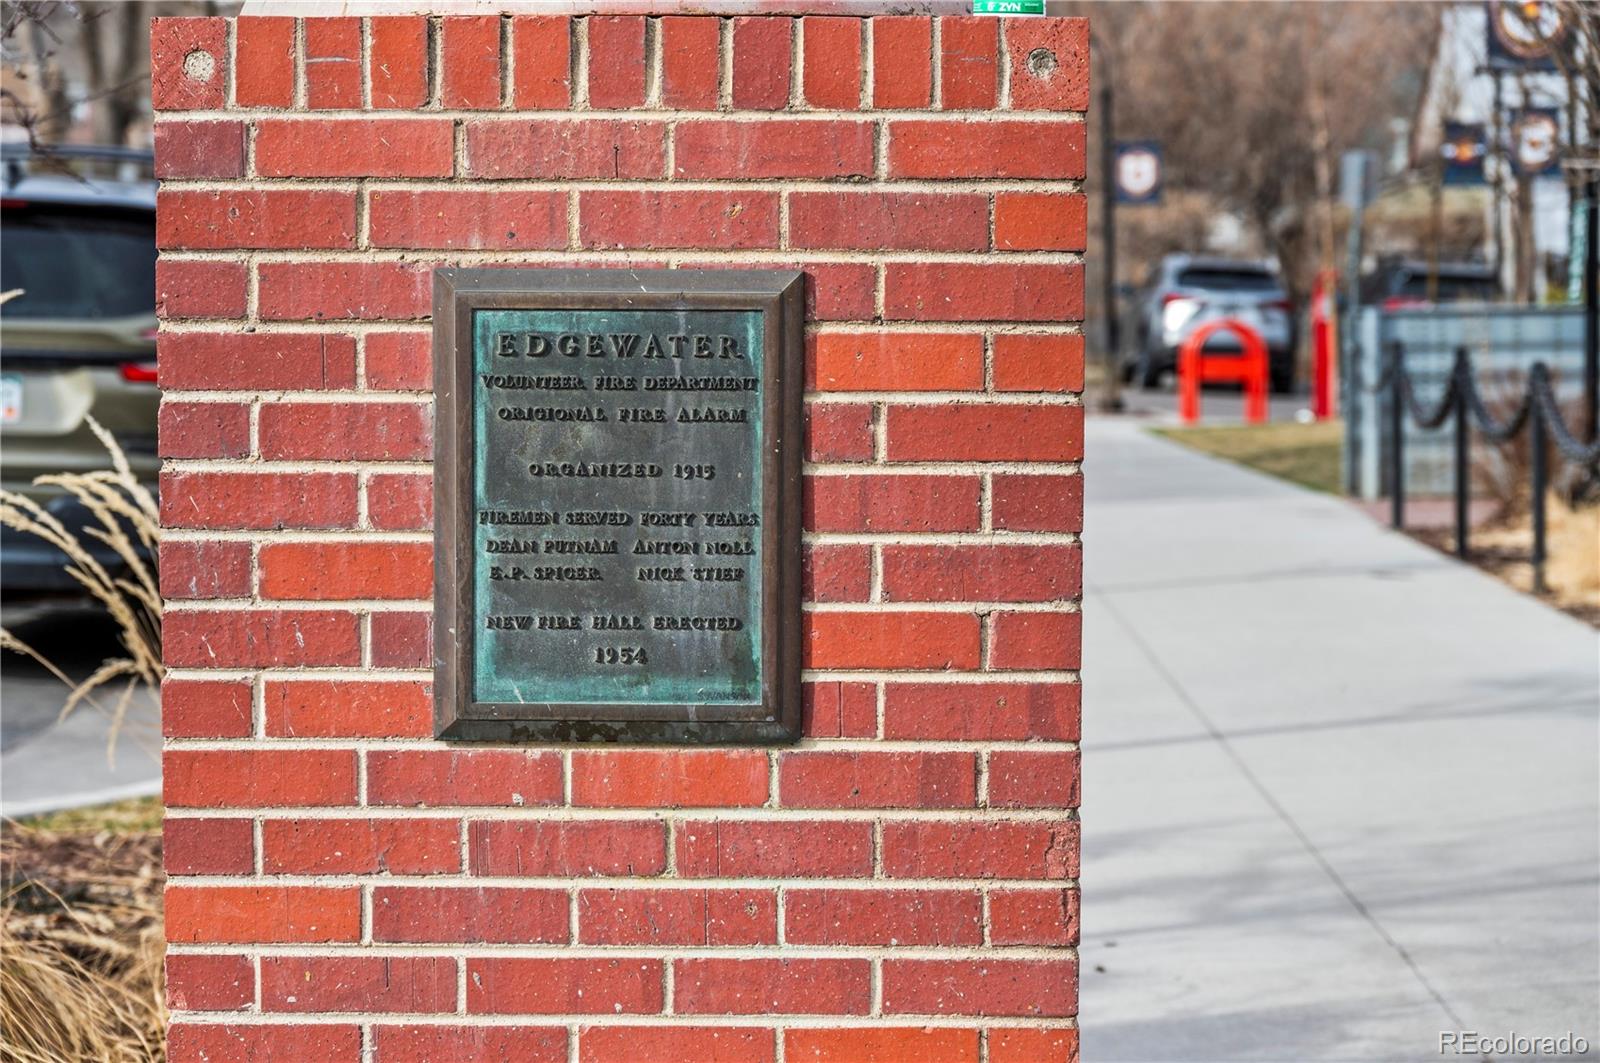 ZYN
EDGEWATER
VOLUNTEER FIRE DEPARTMENT
ORIGIONAL FIRE ALARM
ORGANIZED 1915
FIREMEN SERVED FORTY YEARS
DEAN PUTNAM ANTON NOLL
E.P. SPICER NICK STIEF
NEW FIRE HALL ERECTED
1954
REcolorado